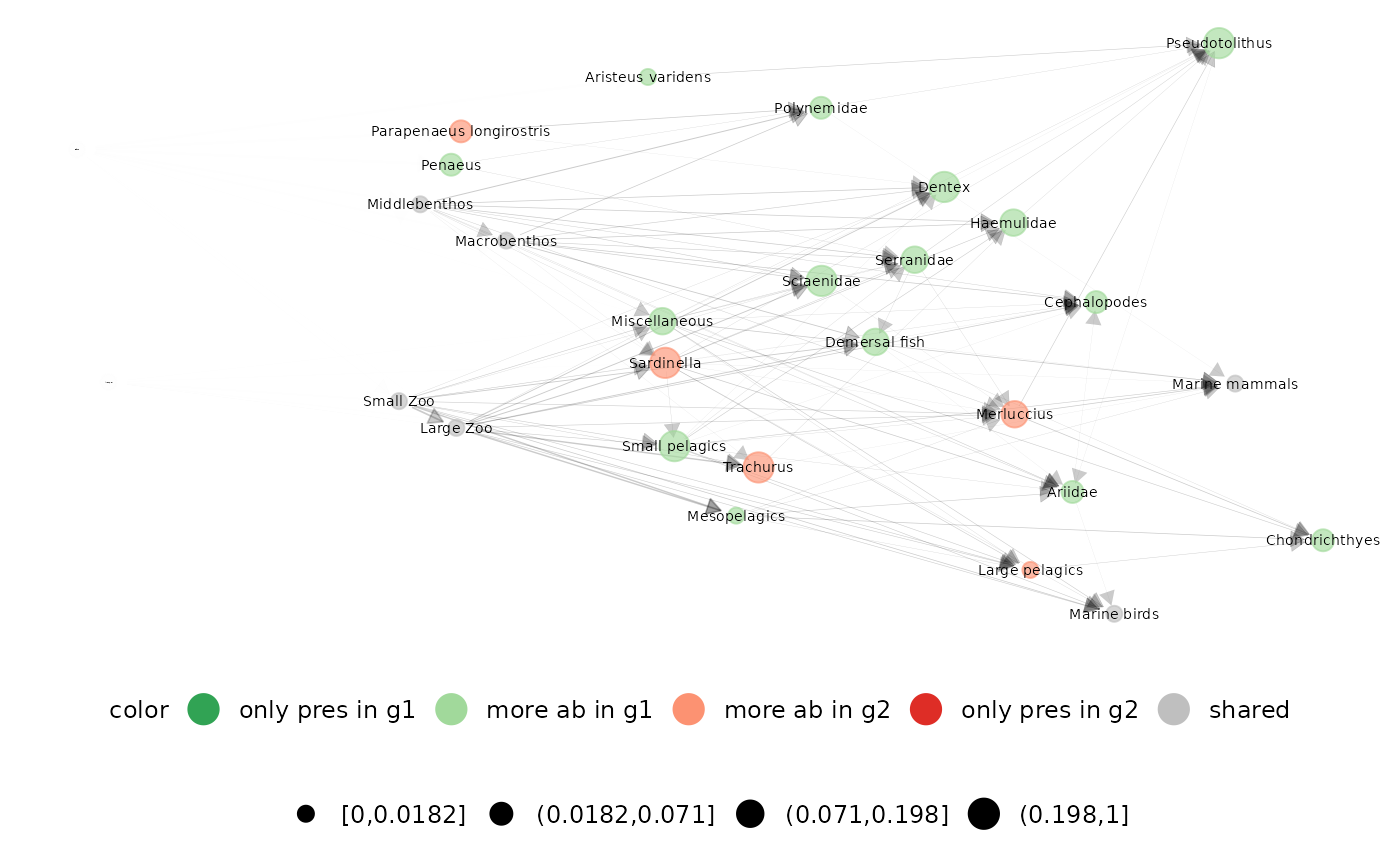 Pseudotolithus
Aristeus varidens
Polynemidae
Parapenaeus longirostris
Penaeus
Dentex
Middlebenthos
Haemulidae
Macrobenthos
Serranidae
Sciaenidae
Cephalopodes
Miscellaneous
Demersal fish
Sardinella
Marine mammals
Small Zoo
Merluccius
Large Zoo
Small pelagics
Trachurus
Ariidae
Mesopelagics
Chondrichthyes
Large pelagics
Marine birds
color only pres in g1 more ab in g1 more ab in g2 only pres in g2 shared
[0,0.0182] (0.0182,0.071] (0.071,0.198] (0.198,1]